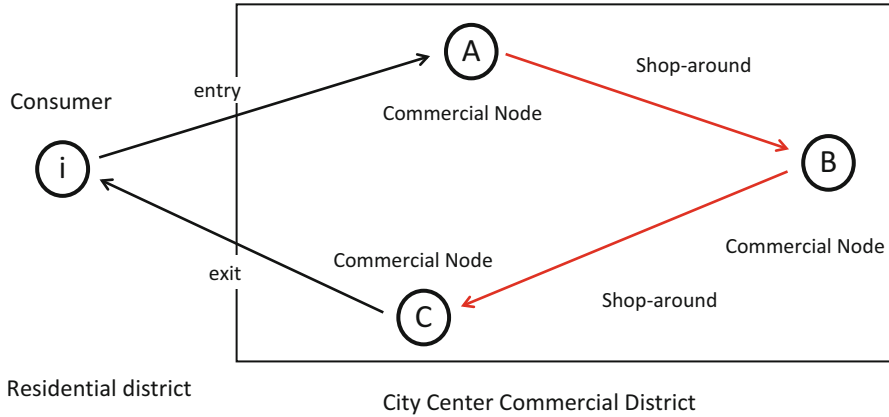 A
Shop-around
entry
Consumer
Commercial Node
i
B
Commercial Node
Commercial Node
exit
Shop-around
C
Residential district
City Center Commercial District